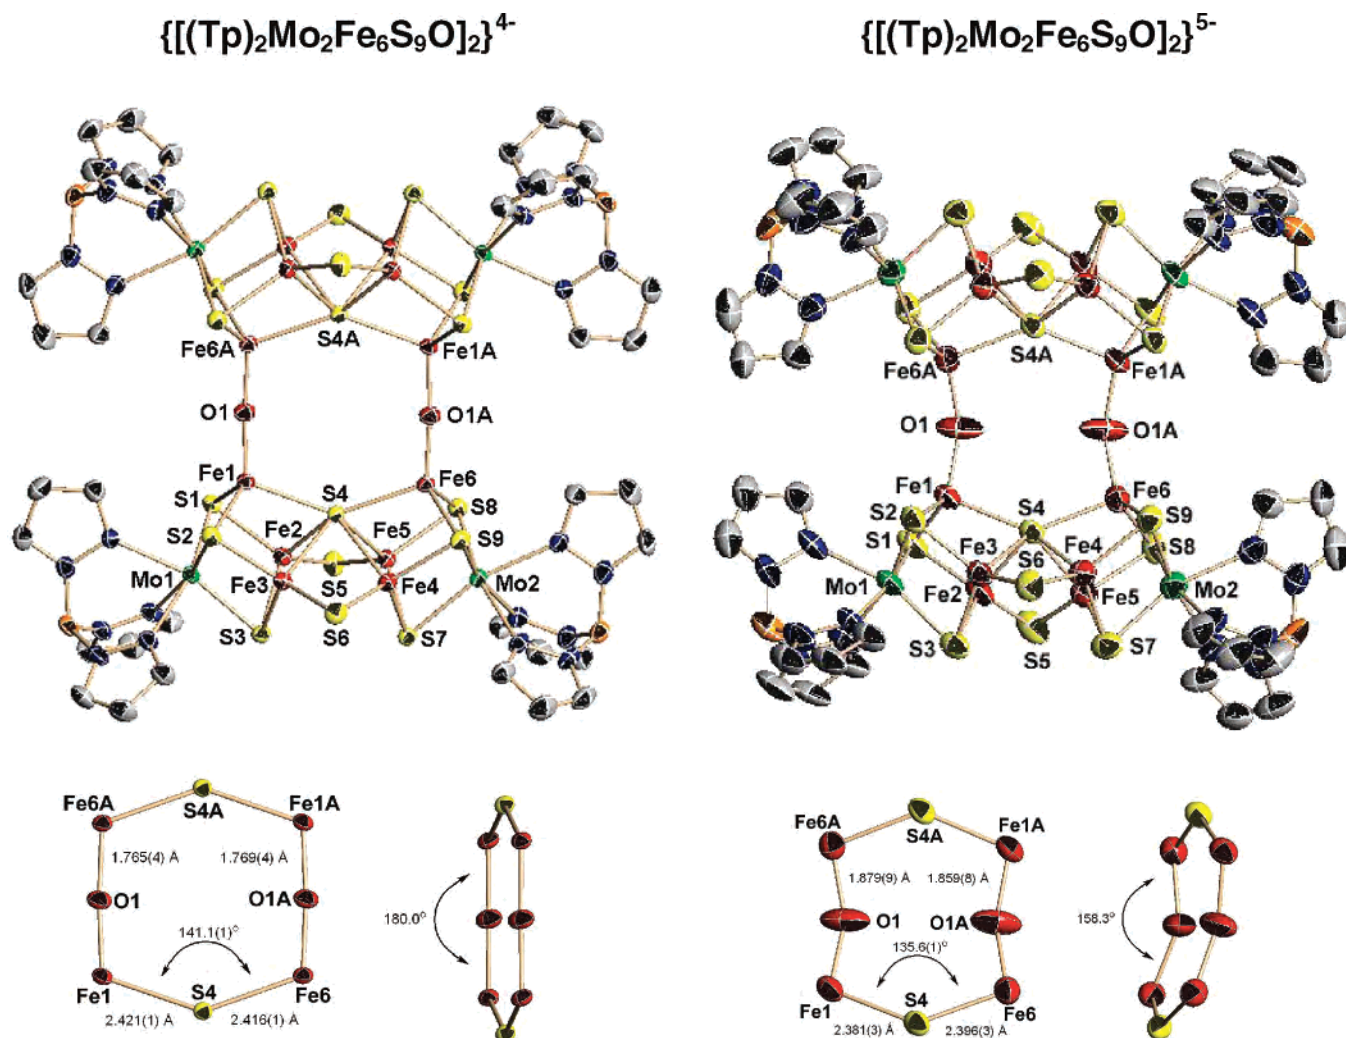 {[(Tp)₂Mo₂Fe₆S₉O]₂}⁴⁻
{[(Tp)₂Mo₂Fe₆S₉O]₂}⁵⁻
S4A
Fe6A
Fe1A
O1
O1A
Fe1
Fe6
S1
S4
S8
S2
Fe2
Fe5
S9
Mo1
Fe3
S5
Fe4
Mo2
S3
S6
S7
Fe6A
S4A
Fe1A
O1
O1A
Fe1
Fe6
S2
S4
S9
S1
Fe3
Fe4
S8
Mo1
S6
Mo2
Fe2
Fe5
S3
S5
S7
Fe6A
S4A
Fe1A
1.765(4) Å
1.769(4) Å
O1
O1A
141.1(1)°
Fe1
S4
Fe6
2.421(1) Å
2.416(1) Å
180.0°
Fe6A
S4A
Fe1A
1.879(9) Å
1.859(8) Å
O1
O1A
135.6(1)°
Fe1
S4
Fe6
2.381(3) Å
2.396(3) Å
158.3°